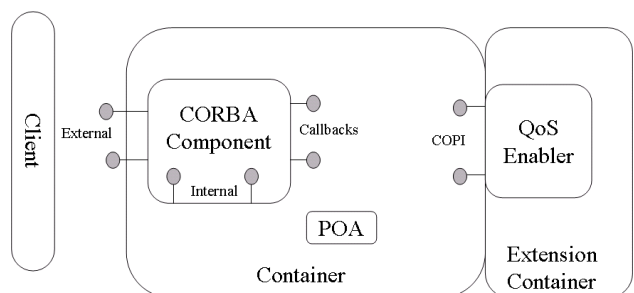 Client
External
CORBA
Component
Internal
Callbacks
POA
Container
COPI
QoS
Enabler
Extension
Container